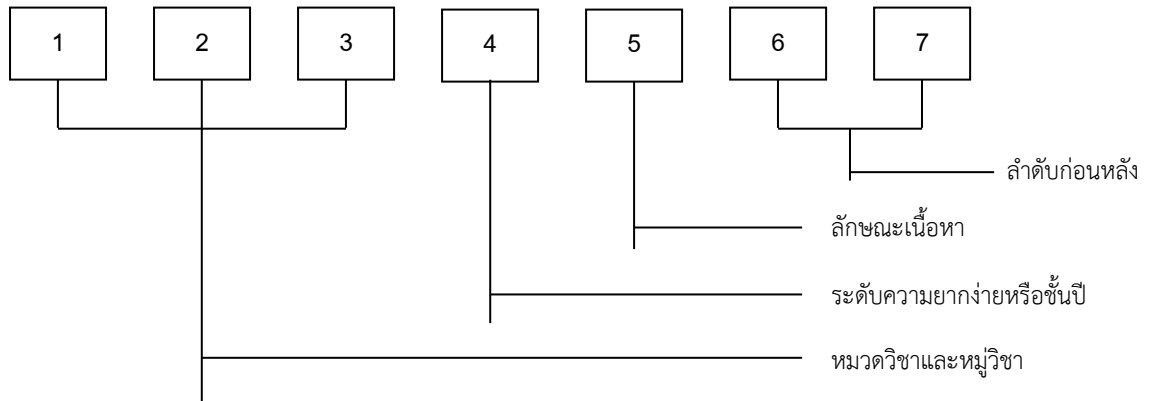 1 2 3 4 5 6 7
ลำดับก่อนหลัง
ลักษณะเนื้อหา
ระดับความยากง่ายหรือชั้นปี
หมวดวิชาและหมู่วิชา